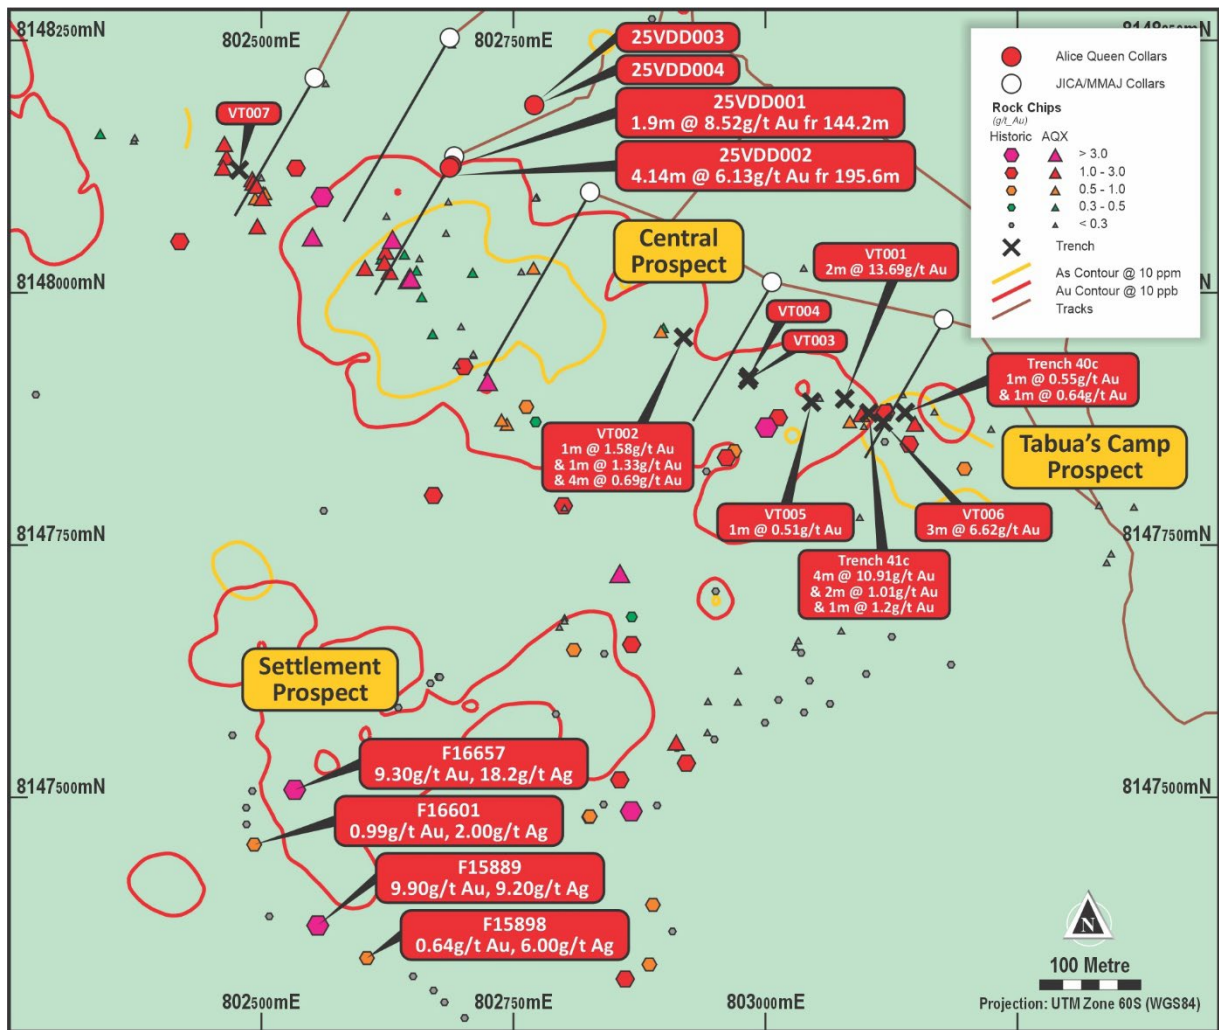 8148250mN
802500mE
802750mE
8148250mN
25VDD003
25VDD004
25VDD001
1.9m @ 8.52g/t Au fr 144.2m
25VDD002
4.14m @ 6.13g/t Au fr 195.6m
Alice Queen Collars
JICA/MMAJ Collars
Rock Chips
(g/t_Au)
Historic AQX
> 3.0
1.0 - 3.0
0.5 - 1.0
0.3 - 0.5
< 0.3
Trench
As Contour @ 10 ppm
Au Contour @ 10 ppb
Tracks
VT007
Central
Prospect
VT001
2m @ 13.69g/t Au
8148000mN
VT004
VT003
Trench 40c
1m @ 0.55g/t Au
& 1m @ 0.64g/t Au
VT002
1m @ 1.58g/t Au
& 1m @ 1.33g/t Au
& 4m @ 0.69g/t Au
Tabua's Camp
Prospect
VT005
1m @ 0.51g/t Au
VT006
3m @ 6.62g/t Au
8147750mN
8147750mN
Trench 41c
4m @ 10.91g/t Au
& 2m @ 1.01g/t Au
& 1m @ 1.2g/t Au
Settlement
Prospect
F16657
9.30g/t Au, 18.2g/t Ag
8147500mN
8147500mN
F16601
0.99g/t Au, 2.00g/t Ag
F15889
9.90g/t Au, 9.20g/t Ag
F15898
0.64g/t Au, 6.00g/t Ag
N
100 Metre
802500mE
802750mE
803000mE
Projection: UTM Zone 60S (WGS84)